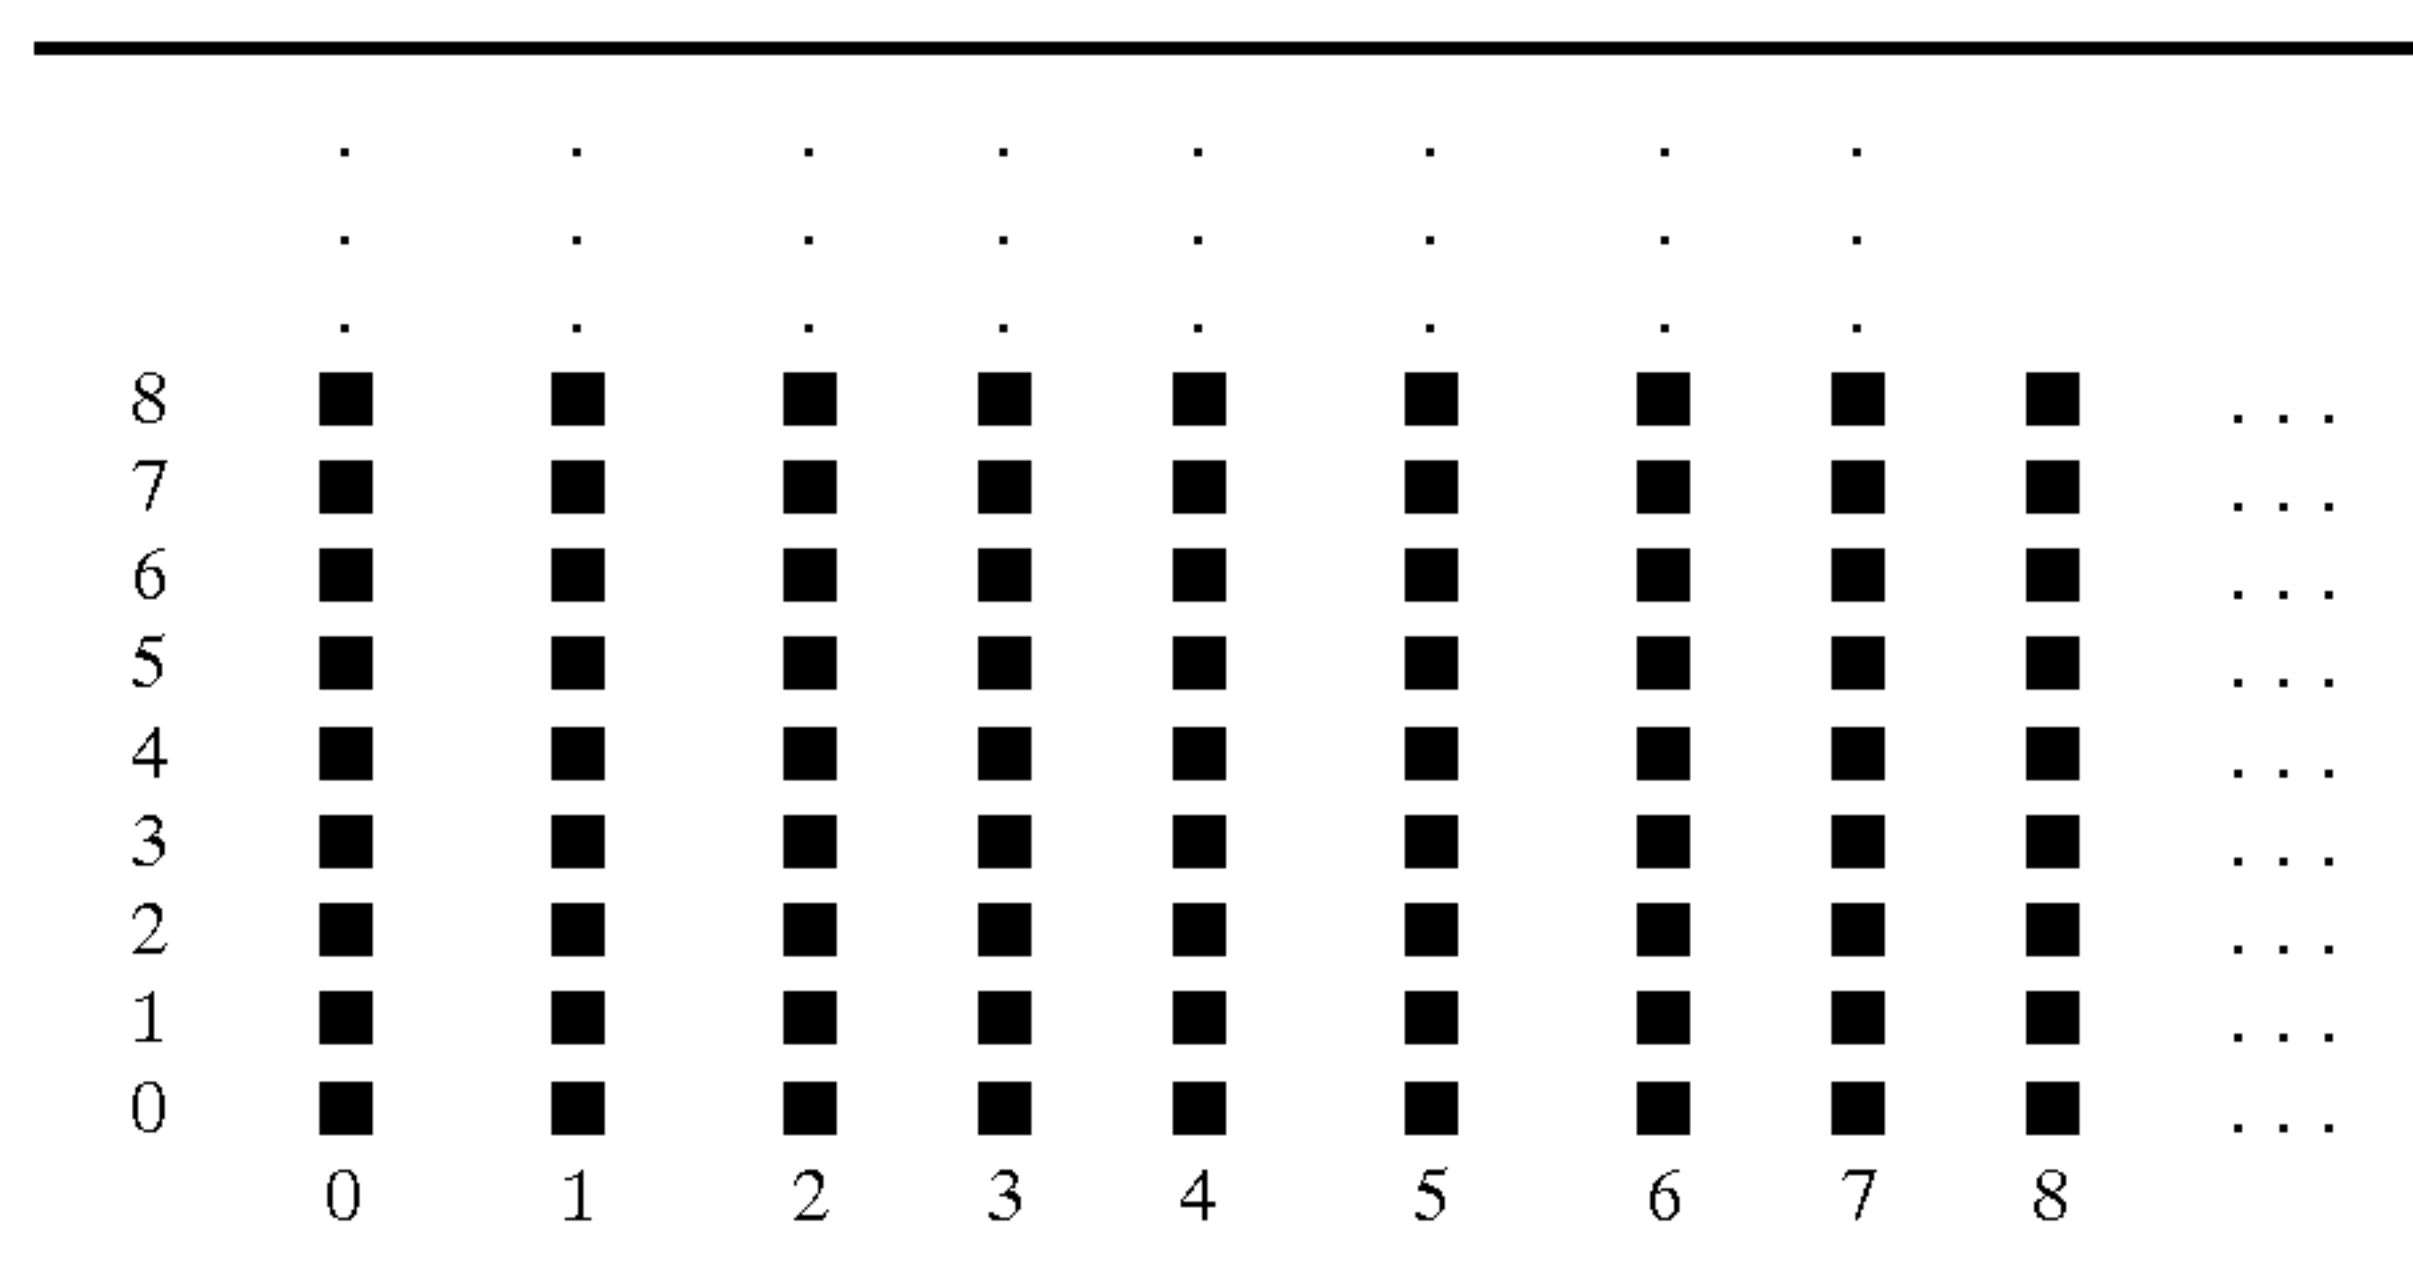 . . . . . . . .
. . . . . . . .
. . . . . . . .
8 ■ ■ ■ ■ ■ ■ ■ ■ ■ . . .
7 ■ ■ ■ ■ ■ ■ ■ ■ ■ . . .
6 ■ ■ ■ ■ ■ ■ ■ ■ ■ . . .
5 ■ ■ ■ ■ ■ ■ ■ ■ ■ . . .
4 ■ ■ ■ ■ ■ ■ ■ ■ ■ . . .
3 ■ ■ ■ ■ ■ ■ ■ ■ ■ . . .
2 ■ ■ ■ ■ ■ ■ ■ ■ ■ . . .
1 ■ ■ ■ ■ ■ ■ ■ ■ ■ . . .
0 ■ ■ ■ ■ ■ ■ ■ ■ ■ . . .
0 1 2 3 4 5 6 7 8